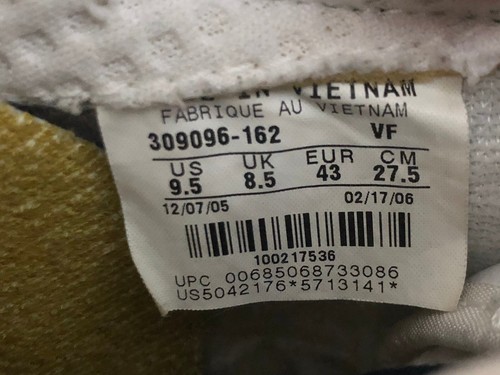 IN VIETNAM
FABRIQUE AU VIETNAM
309096-162 VF
US UK EUR CM
9.5 8.5 43 27.5
12/07/05 02/17/06
100217536
UPC 00685068733086
US5042176*5713141*